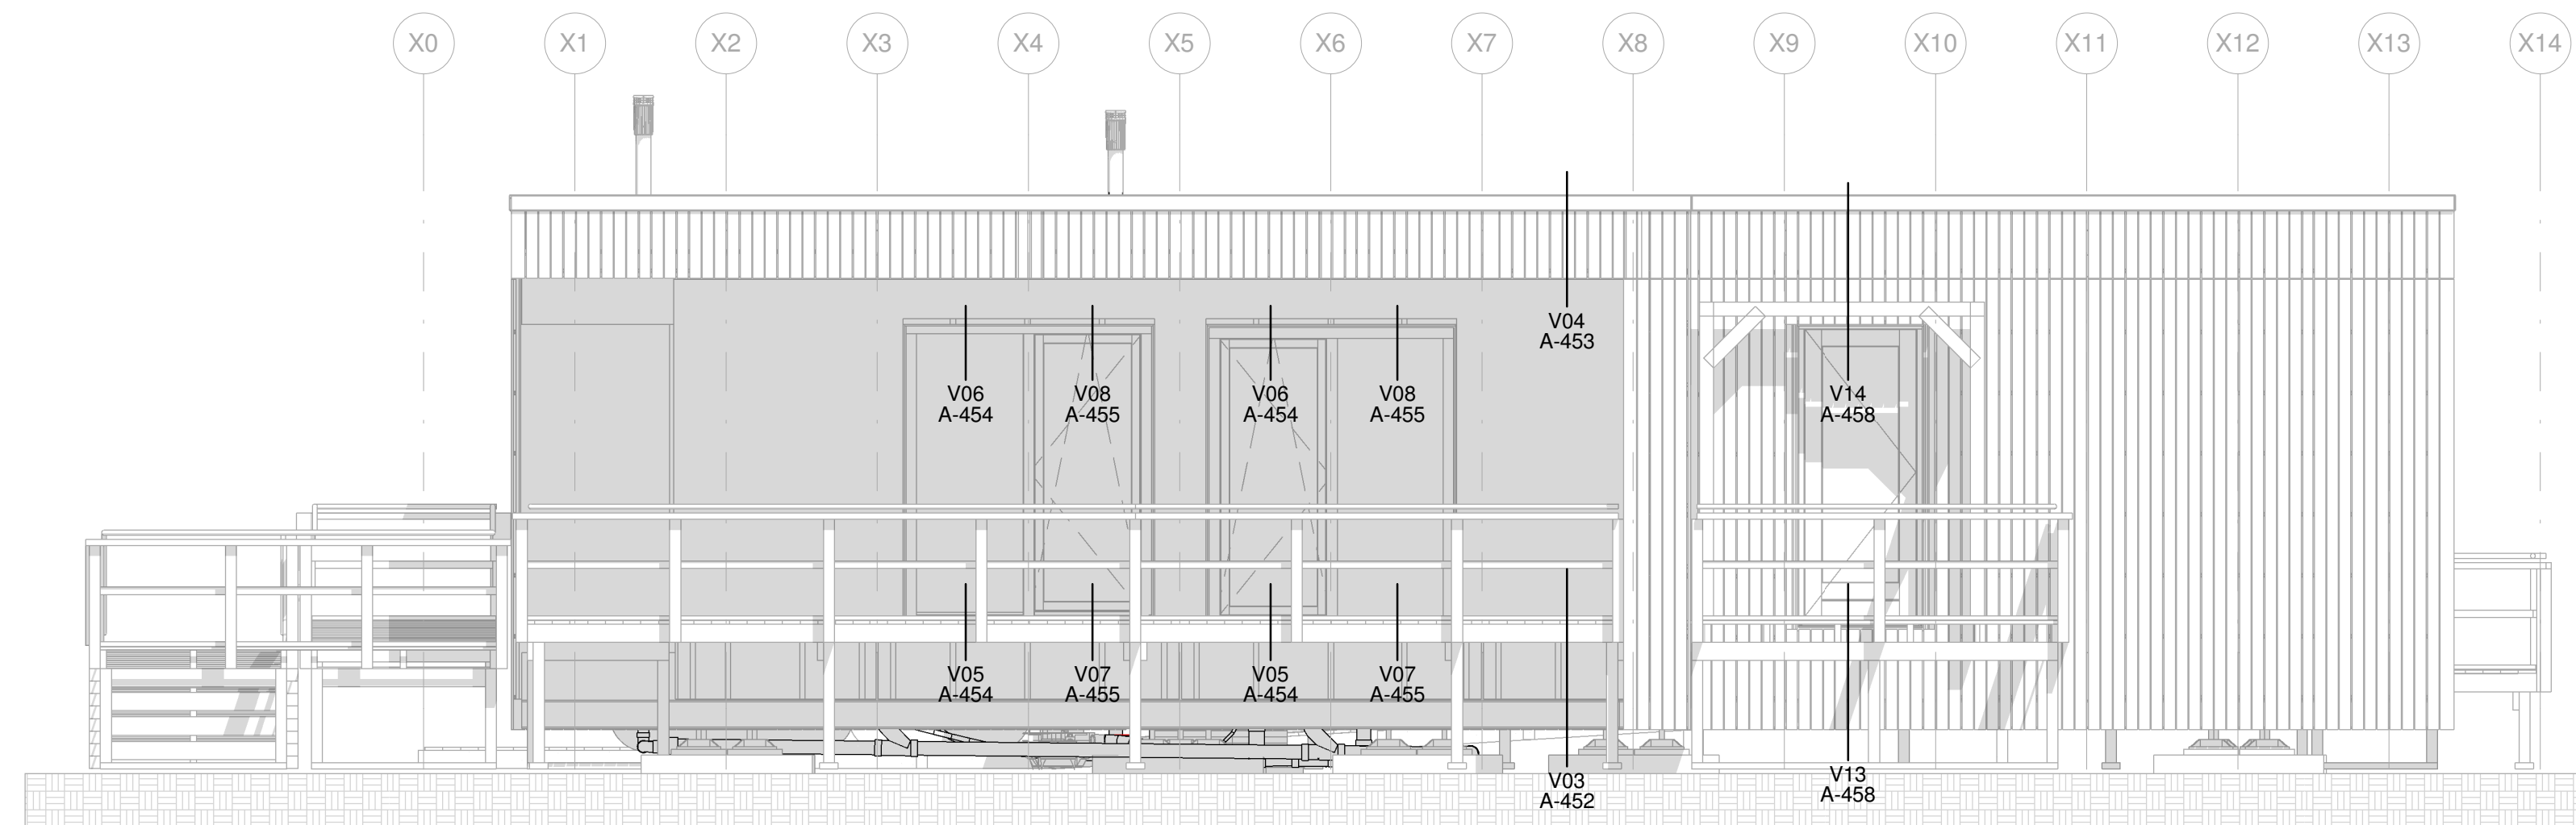 X0 X1 X2 X3 X4 X5 X6 X7 X8 X9 X10 X11 X12 X13 X14
V04
A-453
V06 V08 V06 V08 V14
A-454 A-455 A-454 A-455 A-458
V05 V07 V05 V07
A-454 A-455 A-454 A-455
V03 V13
A-452 A-458